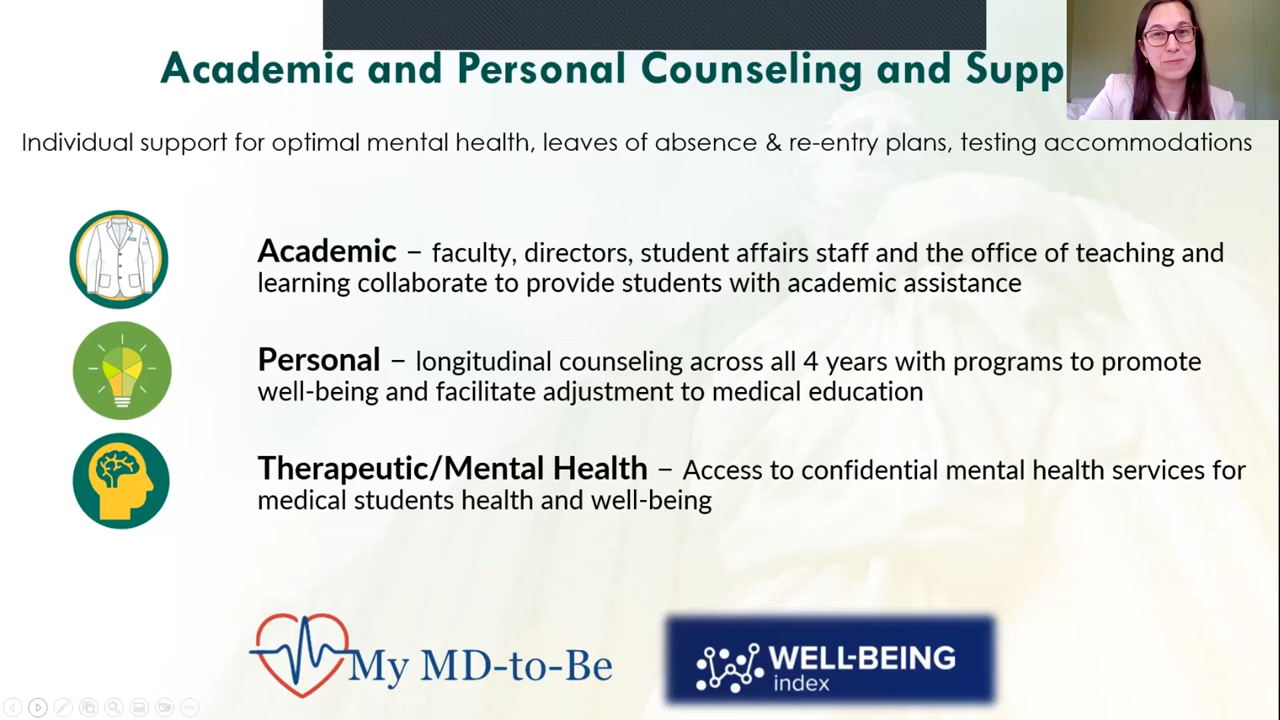 Academic and Personal Counseling and Supp
Individual support for optimal mental health, leaves of absence & re-entry plans, testing accommodations
Academic – faculty, directors, student affairs staff and the office of teaching and
learning collaborate to provide students with academic assistance
Personal – longitudinal counseling across all 4 years with programs to promote
well-being and facilitate adjustment to medical education
Therapeutic/Mental Health – Access to confidential mental health services for
medical students health and well-being
My MD-to-Be
WELL-BEING
index